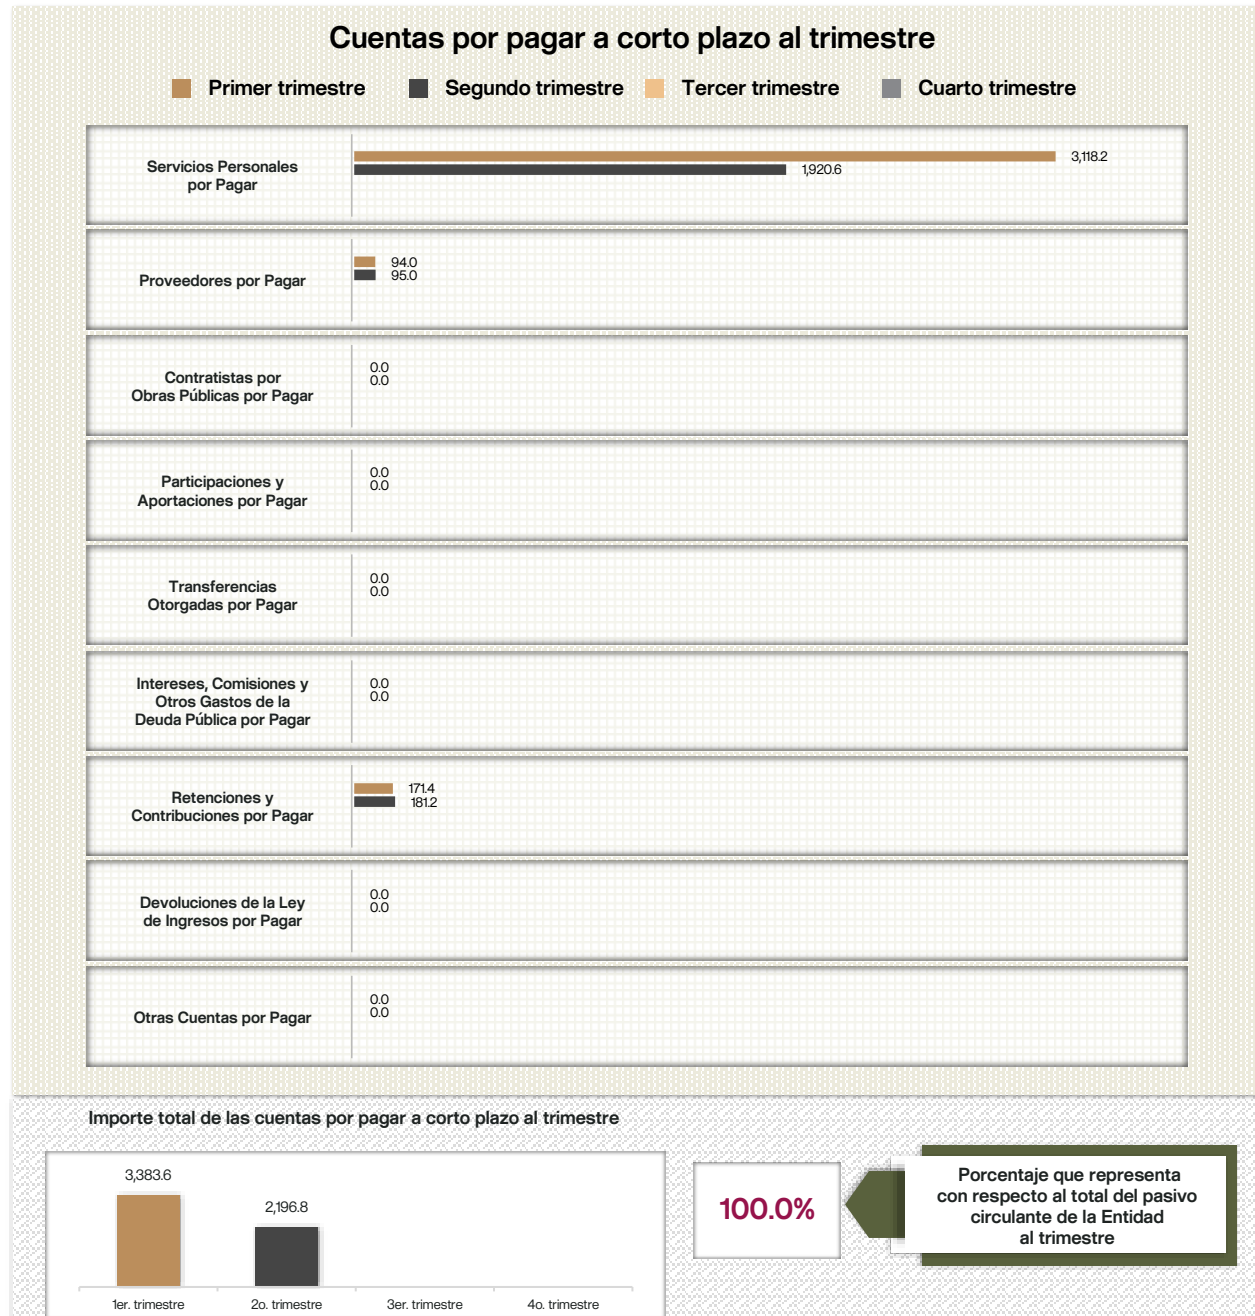 Cuentas por pagar a corto plazo al trimestre
Primer trimestre Segundo trimestre Tercer trimestre Cuarto trimestre
Servicios Personales
por Pagar
3,118.2
1,920.6
Proveedores por Pagar
94.0
95.0
Contratistas por
Obras Públicas por Pagar
0.0
0.0
Participaciones y
Aportaciones por Pagar
0.0
0.0
Transferencias
Otorgadas por Pagar
0.0
0.0
Intereses, Comisiones y
Otros Gastos de la
Deuda Pública por Pagar
0.0
0.0
Retenciones y
Contribuciones por Pagar
171.4
181.2
Devoluciones de la Ley
de Ingresos por Pagar
0.0
0.0
Otras Cuentas por Pagar
0.0
0.0
Importe total de las cuentas por pagar a corto plazo al trimestre
3,383.6
2,196.8
1er. trimestre 2o. trimestre 3er. trimestre 4o. trimestre
100.0%
Porcentaje que representa
con respecto al total del pasivo
circulante de la Entidad
al trimestre